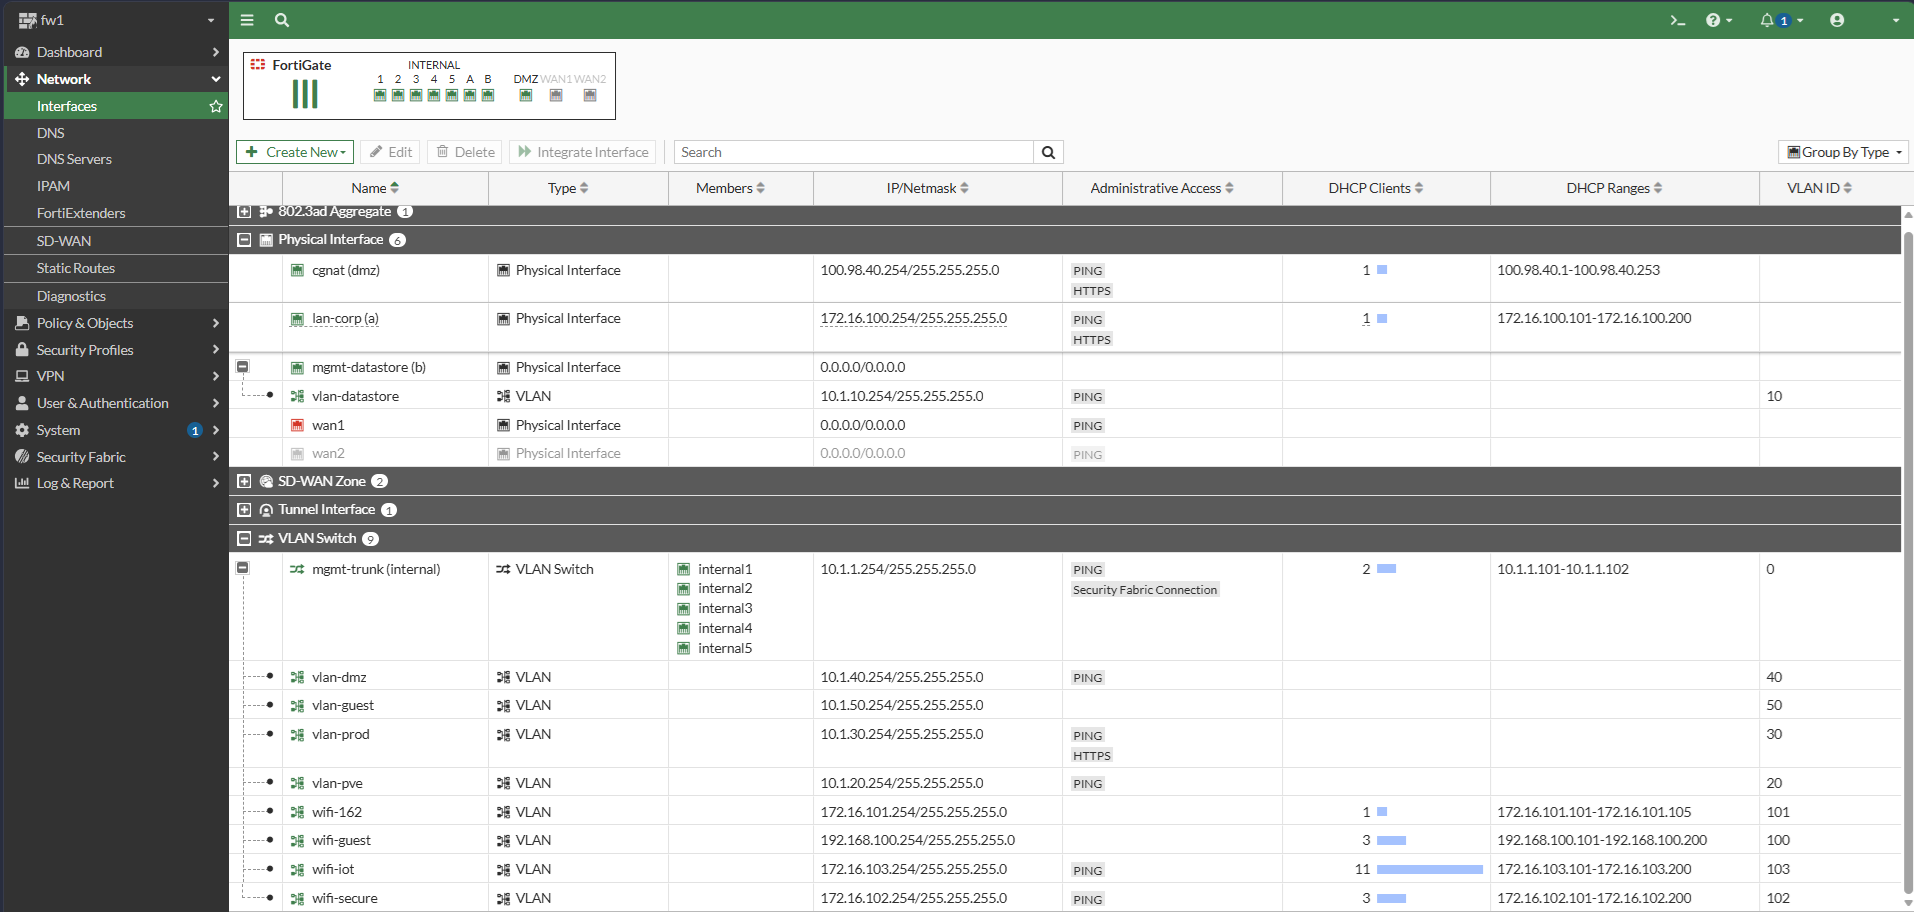 fw1
1
Dashboard
Network
Interfaces
DNS
DNS Servers
IPAM
FortiExtenders
SD-WAN
Static Routes
Diagnostics
Policy & Objects
Security Profiles
VPN
User & Authentication
System 1
Security Fabric
Log & Report
FortiGate
INTERNAL
1 2 3 4 5 A B DMZ WAN1 WAN2
Create New Edit Delete Integrate Interface Search Group By Type
Name Type Members IP/Netmask Administrative Access DHCP Clients DHCP Ranges VLAN ID
802.3ad Aggregate 1
Physical Interface 6
cgnat (dmz) Physical Interface 100.98.40.254/255.255.255.0 PING 1 100.98.40.1-100.98.40.253
HTTPS
lan-corp (a) Physical Interface 172.16.100.254/255.255.255.0 PING 1 172.16.100.101-172.16.100.200
HTTPS
mgmt-datastore (b) Physical Interface 0.0.0.0/0.0.0.0
vlan-datastore VLAN 10.1.10.254/255.255.255.0 PING 10
wan1 Physical Interface 0.0.0.0/0.0.0.0 PING
wan2 Physical Interface 0.0.0.0/0.0.0.0 PING
SD-WAN Zone 2
Tunnel Interface 1
VLAN Switch 9
mgmt-trunk (internal) VLAN Switch internal1 10.1.1.254/255.255.255.0 PING 2 10.1.1.101-10.1.1.102 0
internal2 Security Fabric Connection
internal3
internal4
internal5
vlan-dmz VLAN 10.1.40.254/255.255.255.0 PING 40
vlan-guest VLAN 10.1.50.254/255.255.255.0 50
vlan-prod VLAN 10.1.30.254/255.255.255.0 PING 30
HTTPS
vlan-pve VLAN 10.1.20.254/255.255.255.0 PING 20
wifi-162 VLAN 172.16.101.254/255.255.255.0 1 172.16.101.101-172.16.101.105 101
wifi-guest VLAN 192.168.100.254/255.255.255.0 3 192.168.100.101-192.168.100.200 100
wifi-iot VLAN 172.16.103.254/255.255.255.0 PING 11 172.16.103.101-172.16.103.200 103
wifi-secure VLAN 172.16.102.254/255.255.255.0 PING 3 172.16.102.101-172.16.102.200 102